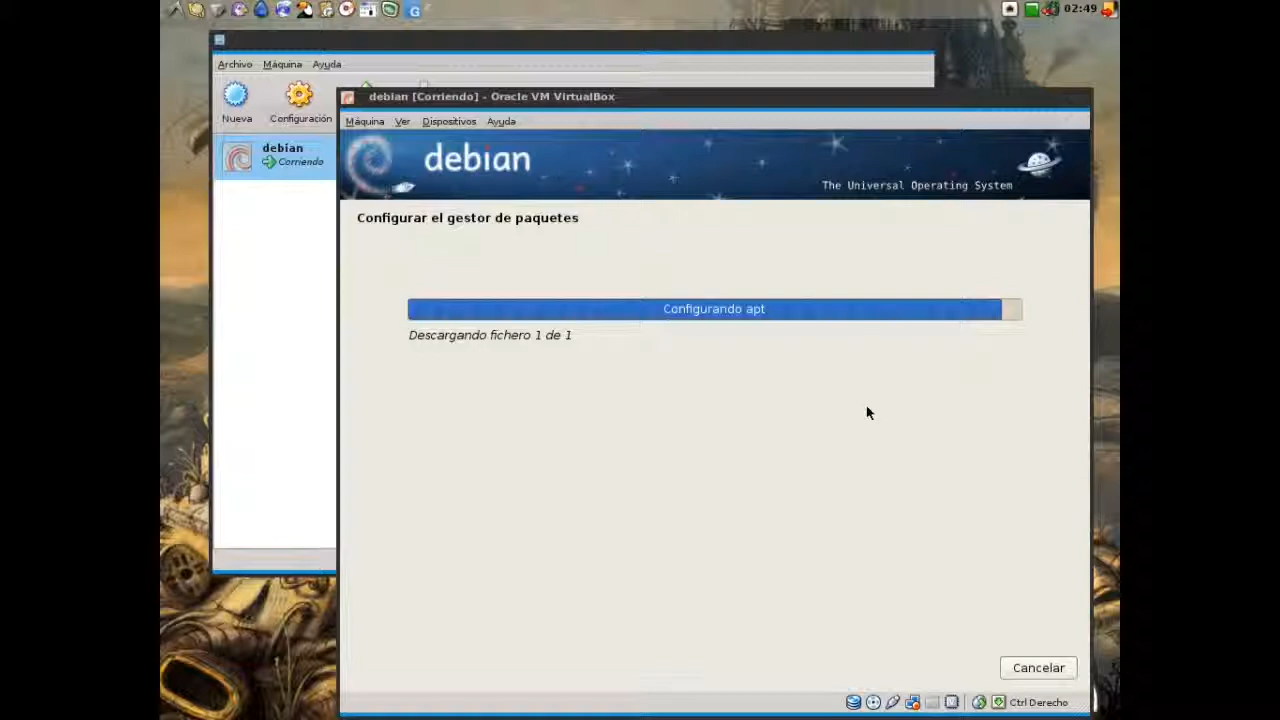 02:49
Archivo Máquina Ayuda
Nueva Configuración
debian
Corriendo
debian [Corriendo] - Oracle VM VirtualBox
Máquina Ver Dispositivos Ayuda
debian
The Universal Operating System
Configurar el gestor de paquetes
Configurando apt
Descargando fichero 1 de 1
Cancelar
Ctrl Derecho